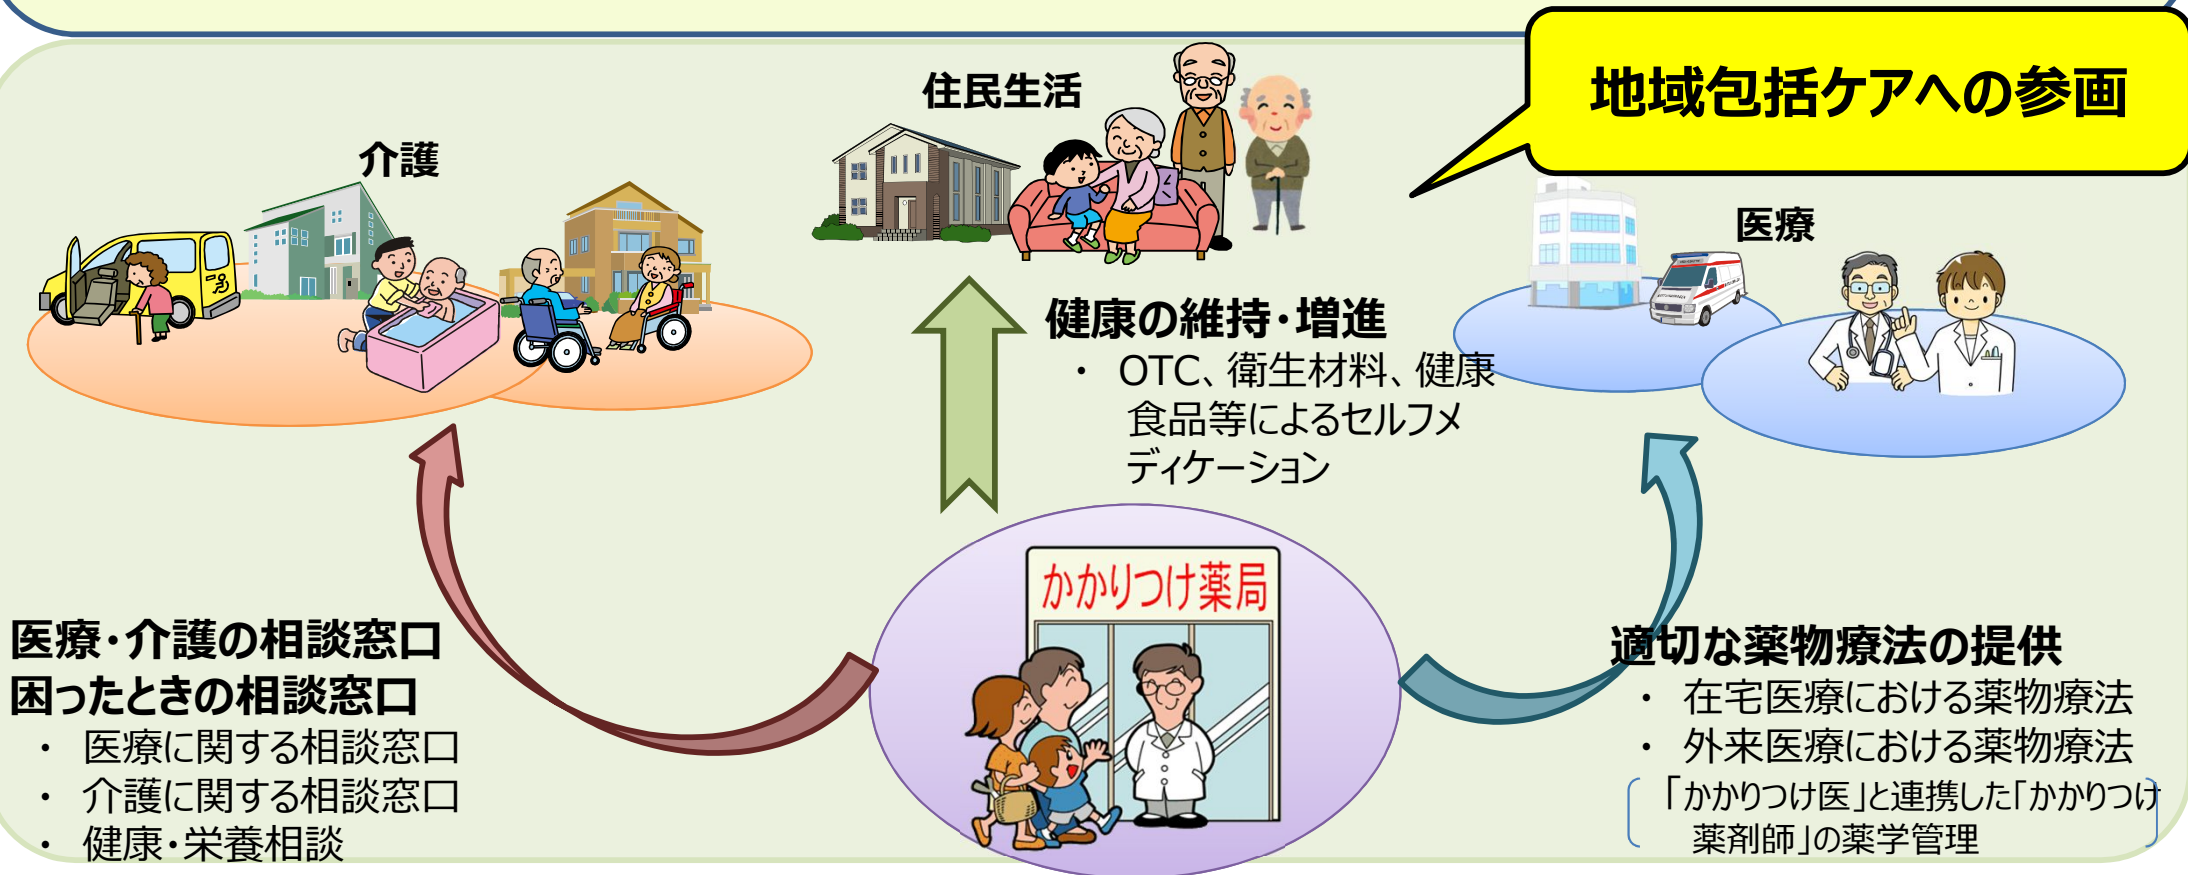 地域包括ケアへの参画
住民生活
介護
医療
健康の維持・増進
・ OTC、衛生材料、健康
食品等によるセルフメ
ディケーション
かかりつけ薬局
医療・介護の相談窓口
困ったときの相談窓口
・ 医療に関する相談窓口
・ 介護に関する相談窓口
・ 健康・栄養相談
適切な薬物療法の提供
・ 在宅医療における薬物療法
・ 外来医療における薬物療法
「かかりつけ医」と連携した「かかりつけ
薬剤師」の薬学管理